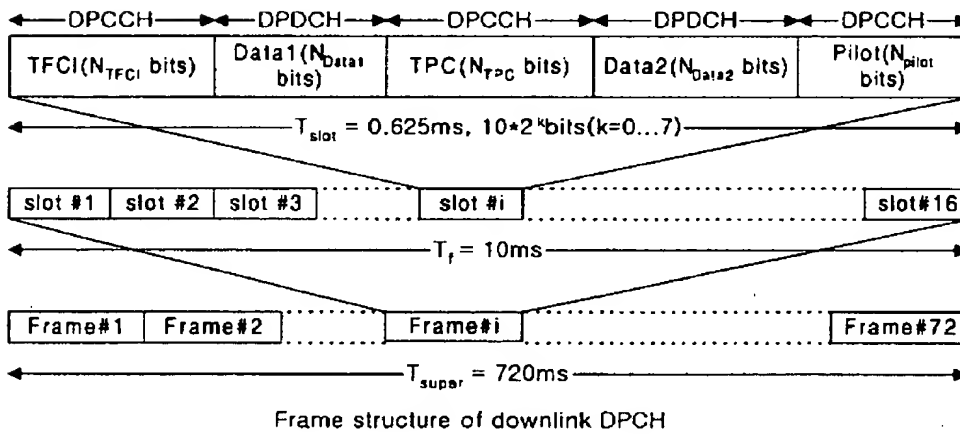 DPCCH DPDCH DPCCH DPDCH DPCCH
TFCI(N_TFCI bits) Data1(N_Data1 bits) TPC(N_TPC bits) Data2(N_Data2 bits) Pilot(N_pilot bits)
T_slot = 0.625ms, 10*2^k bits(k=0...7)
slot #1 slot #2 slot #3 slot #i slot#16
T_f = 10ms
Frame#1 Frame#2 Frame#i Frame#72
T_super = 720ms
Frame structure of downlink DPCH